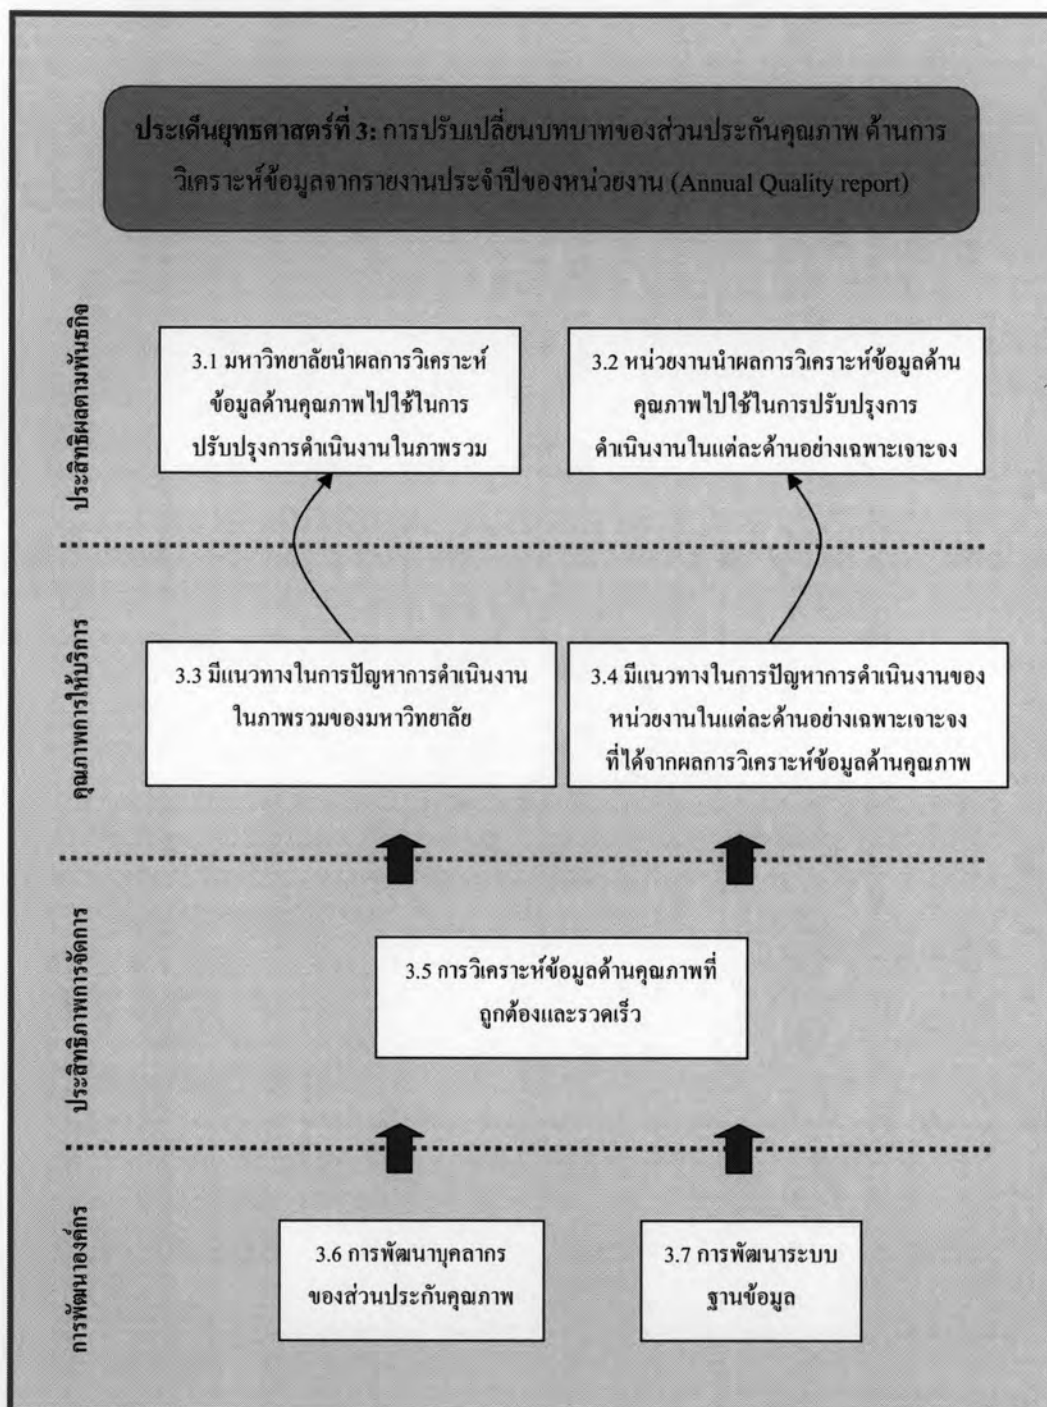 ประเด็นยุทธศาสตร์ที่ 3: การปรับเปลี่ยนบทบาทของส่วนประกันคุณภาพ ด้านการ
วิเคราะห์ข้อมูลจากรายงานประจำปีของหน่วยงาน (Annual Quality report)
ประสิทธิผลตามพันธกิจ
3.1 มหาวิทยาลัยนำผลการวิเคราะห์
ข้อมูลด้านคุณภาพไปใช้ในการ
ปรับปรุงการดำเนินงานในภาพรวม
3.2 หน่วยงานนำผลการวิเคราะห์ข้อมูลด้าน
คุณภาพไปใช้ในการปรับปรุงการ
ดำเนินงานในแต่ละด้านอย่างเฉพาะเจาะจง
คุณภาพการให้บริการ
3.3 มีแนวทางในการปัญหาการดำเนินงาน
ในภาพรวมของมหาวิทยาลัย
3.4 มีแนวทางในการปัญหาการดำเนินงานของ
หน่วยงานในแต่ละด้านอย่างเฉพาะเจาะจง
ที่ได้จากผลการวิเคราะห์ข้อมูลด้านคุณภาพ
ประสิทธิภาพการจัดการ
3.5 การวิเคราะห์ข้อมูลด้านคุณภาพที่
ถูกต้องและรวดเร็ว
การพัฒนาองค์กร
3.6 การพัฒนาบุคลากร
ของส่วนประกันคุณภาพ
3.7 การพัฒนาระบบ
ฐานข้อมูล